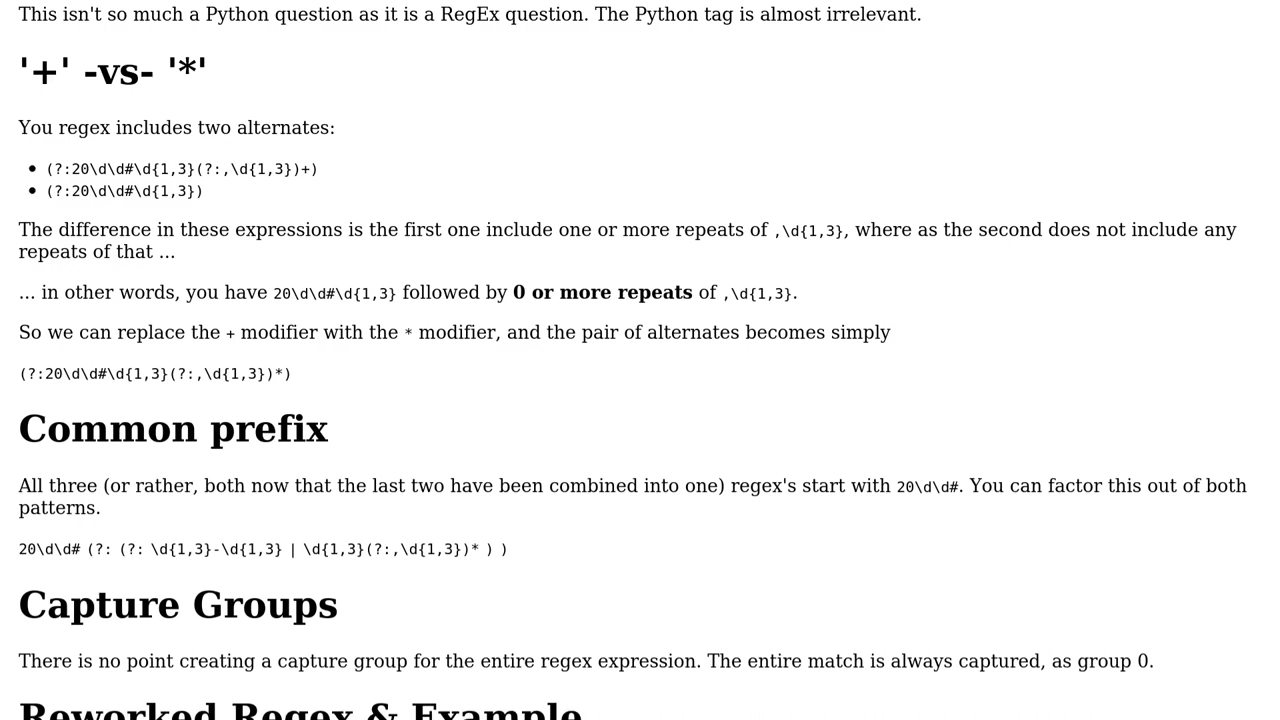 This isn't so much a Python question as it is a RegEx question. The Python tag is almost irrelevant.
'+' -vs- '*'
You regex includes two alternates:
(?:20\d\d#\d{1,3}(?:,\d{1,3})+)
(?:20\d\d#\d{1,3})
The difference in these expressions is the first one include one or more repeats of ,\d{1,3}, where as the second does not include any
repeats of that ...
... in other words, you have 20\d\d#\d{1,3} followed by 0 or more repeats of ,\d{1,3}.
So we can replace the + modifier with the * modifier, and the pair of alternates becomes simply
(?:20\d\d#\d{1,3}(?:,\d{1,3})*)
Common prefix
All three (or rather, both now that the last two have been combined into one) regex's start with 20\d\d#. You can factor this out of both
patterns.
20\d\d# (?: (?: \d{1,3}-\d{1,3} | \d{1,3}(?:,\d{1,3})* ) )
Capture Groups
There is no point creating a capture group for the entire regex expression. The entire match is always captured, as group 0.
Reworked Regex & Example